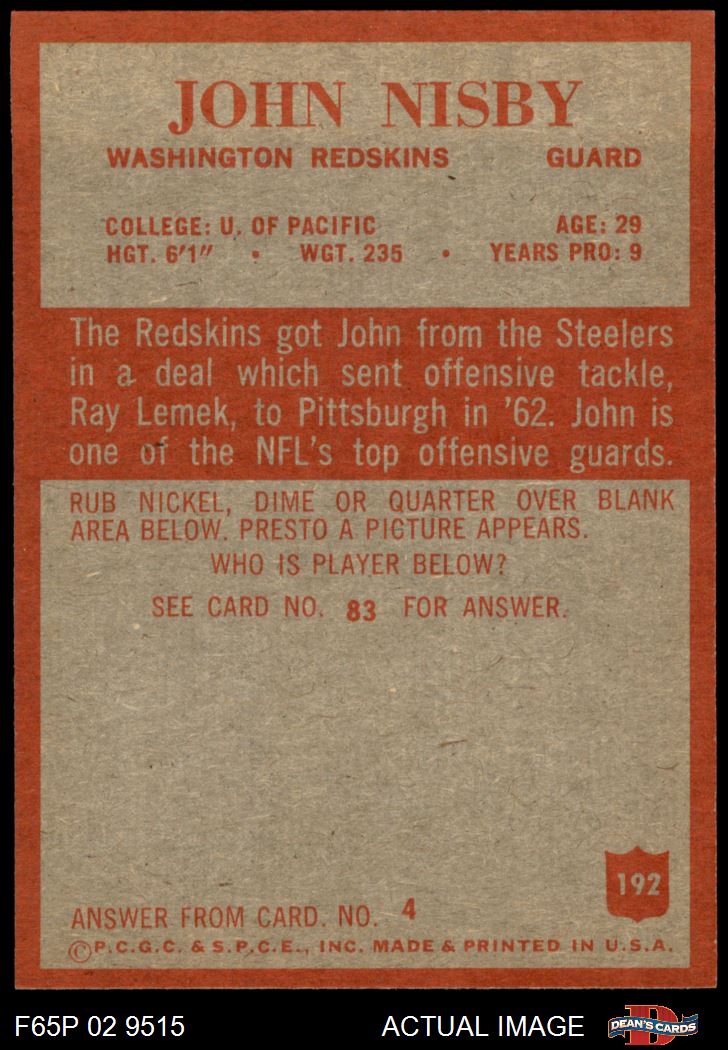 JOHN NISBY
WASHINGTON REDSKINS GUARD
COLLEGE: U. OF PACIFIC AGE: 29
HGT. 6'1" • WGT. 235 • YEARS PRO: 9
The Redskins got John from the Steelers
in a deal which sent offensive tackle,
Ray Lemek, to Pittsburgh in '62. John is
one of the NFL's top offensive guards.
RUB NICKEL, DIME OR QUARTER OVER BLANK
AREA BELOW. PRESTO A PICTURE APPEARS.
WHO IS PLAYER BELOW?
SEE CARD NO. 83 FOR ANSWER.
192
ANSWER FROM CARD. NO. 4
©P.C.G.C. & S.P.C.E., INC. MADE & PRINTED IN U.S.A.
F65P 02 9515 ACTUAL IMAGE D DEAN'S CARDS